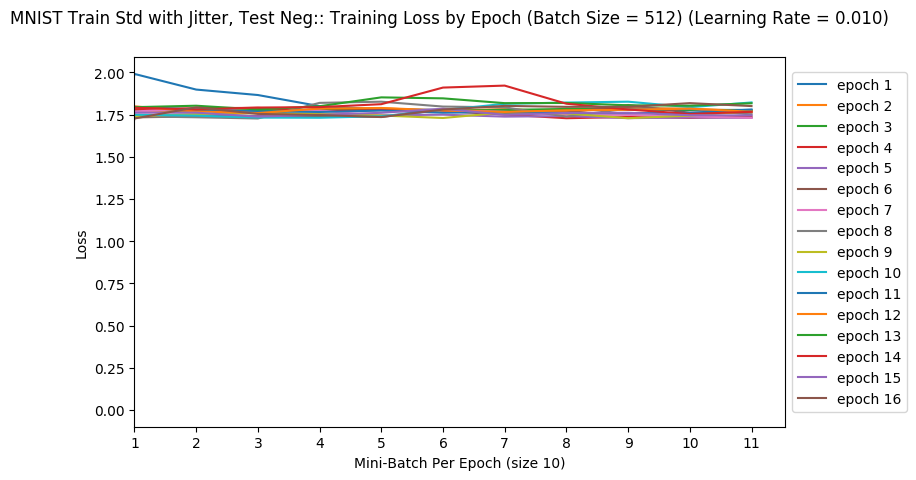 MNIST Train Std with Jitter, Test Neg:: Training Loss by Epoch (Batch Size = 512) (Learning Rate = 0.010)
2.00
1.75
1.50
1.25
1.00
0.75
0.50
0.25
0.00
Loss
1 2 3 4 5 6 7 8 9 10 11
Mini-Batch Per Epoch (size 10)
epoch 1
epoch 2
epoch 3
epoch 4
epoch 5
epoch 6
epoch 7
epoch 8
epoch 9
epoch 10
epoch 11
epoch 12
epoch 13
epoch 14
epoch 15
epoch 16